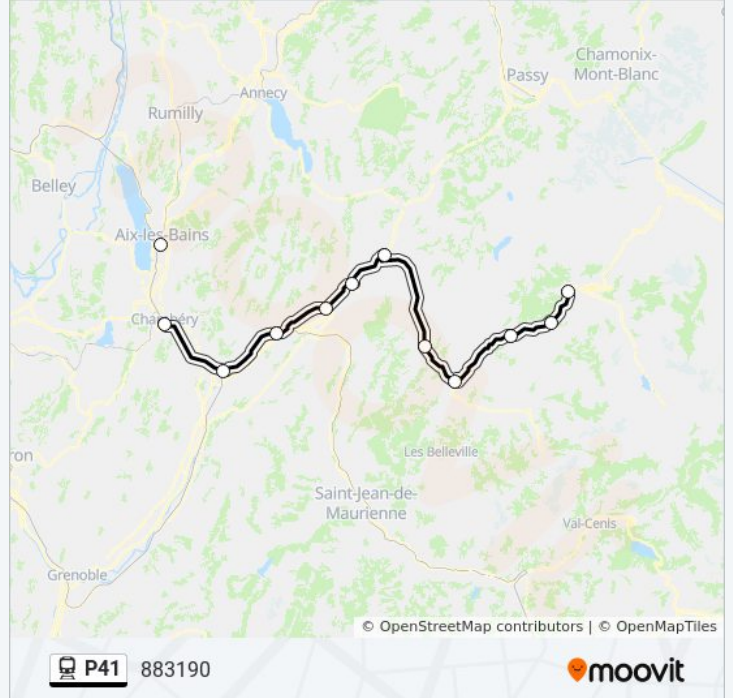 Chamonix-
Mont-Blanc
Passy
Annecy
Rumilly
Belley
Aix-les-Bains
Les Belleville
ron
Saint-Jean-de-
Maurienne
Val-Cenis
Grenoble
© OpenStreetMap contributors | © OpenMapTiles
P41 883190
moovit